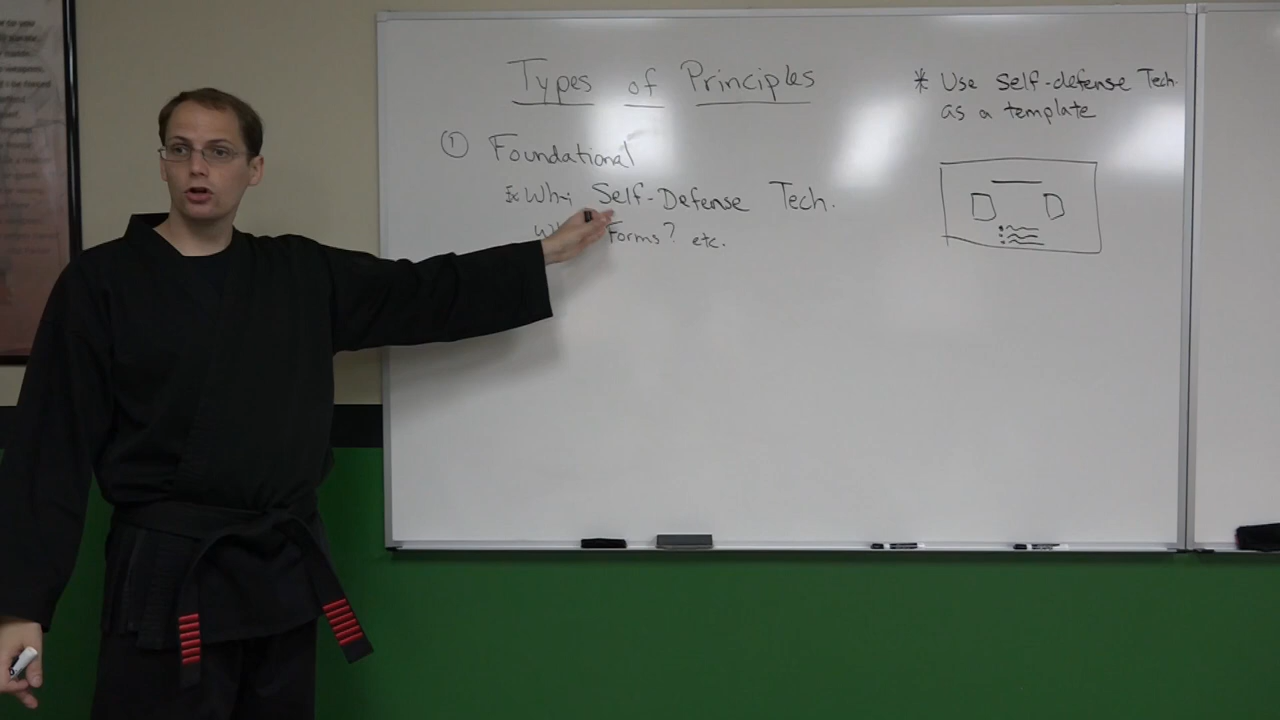 Types of Principles
① Foundational
Ex Why Self-Defense Tech.
Forms? etc.
* Use Self-defense Tech.
as a template